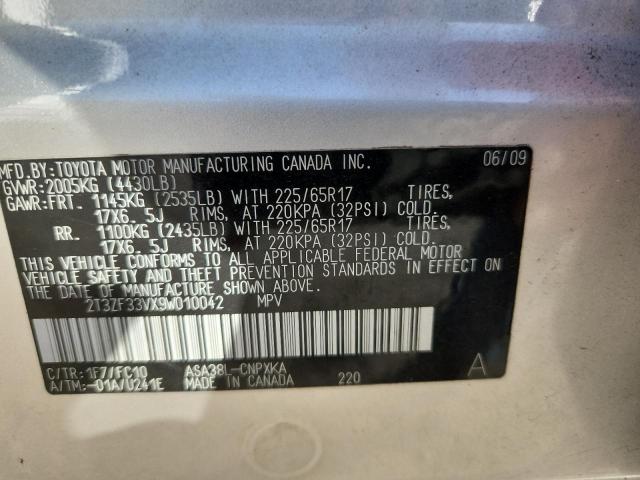 MFD.BY:TOYOTA MOTOR MANUFACTURING CANADA INC. 06/09
GVWR:2005KG (4430LB)
GAWR:FRT. 1145KG (2535LB) WITH 225/65R17 TIRES,
17X6.5J RIMS, AT 220KPA (32PSI) COLD.
RR. 1100KG (2435LB) WITH 225/65R17 TIRES,
17X6.5J RIMS, AT 220KPA (32PSI) COLD.
THIS VEHICLE CONFORMS TO ALL APPLICABLE FEDERAL MOTOR
VEHICLE SAFETY AND THEFT PREVENTION STANDARDS IN EFFECT ON
THE DATE OF MANUFACTURE SHOWN ABOVE.
2T3ZF33VX9W010042 MPV
C/TR:1F7/FC10 ASA38L-CNPXKA A
A/TM:-01A/U241E MADE IN CANADA 220